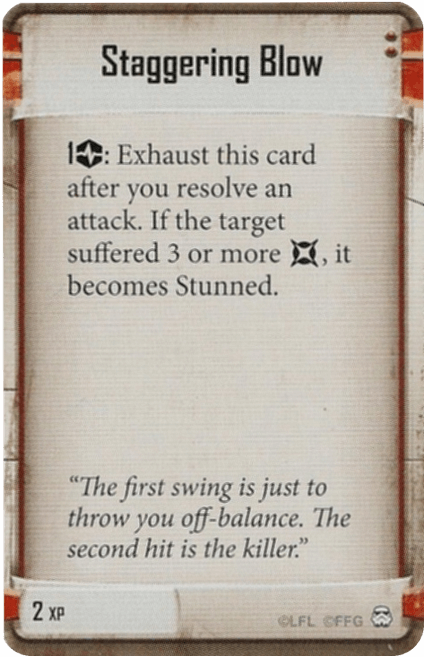 Staggering Blow
1: Exhaust this card
after you resolve an
attack. If the target
suffered 3 or more , it
becomes Stunned.
“The first swing is just to
throw you off-balance. The
second hit is the killer.”
2 XP
©LFL ©FFG